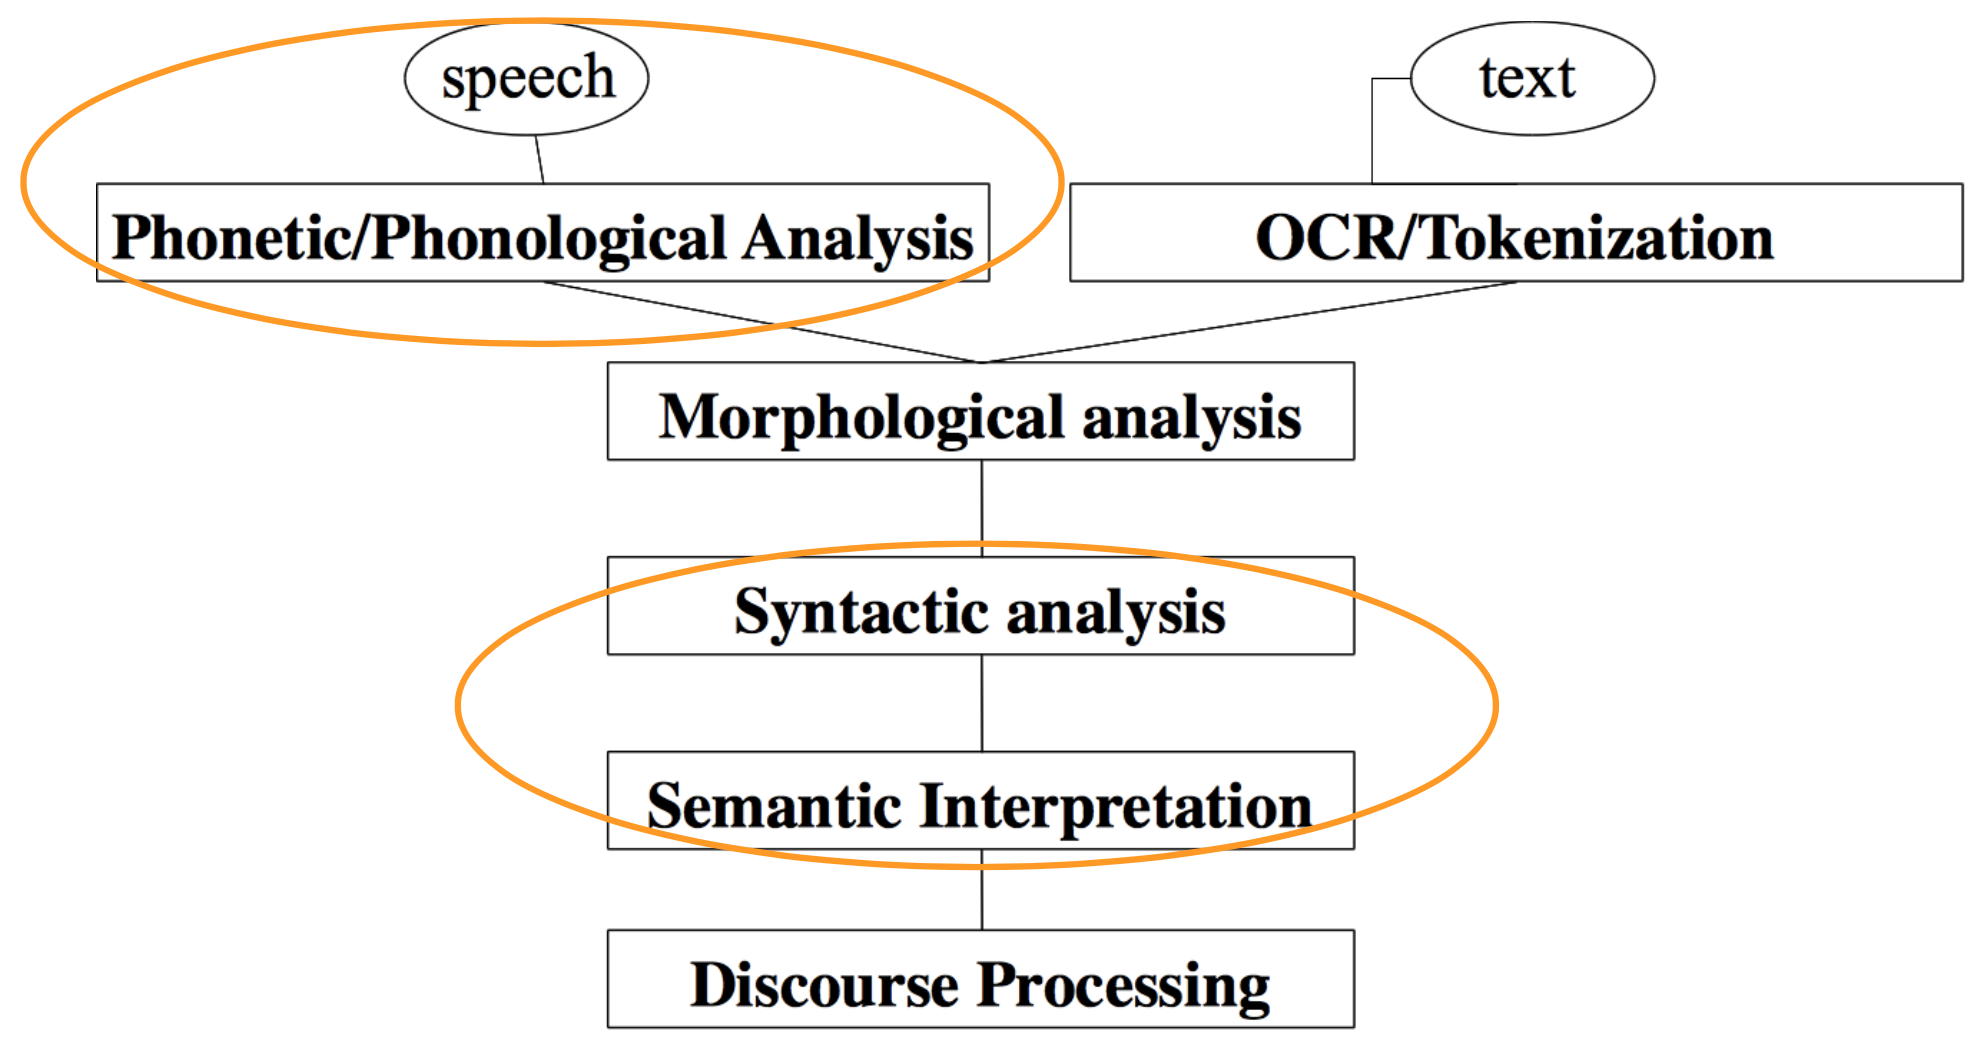 speech
text
Phonetic/Phonological Analysis
OCR/Tokenization
Morphological analysis
Syntactic analysis
Semantic Interpretation
Discourse Processing